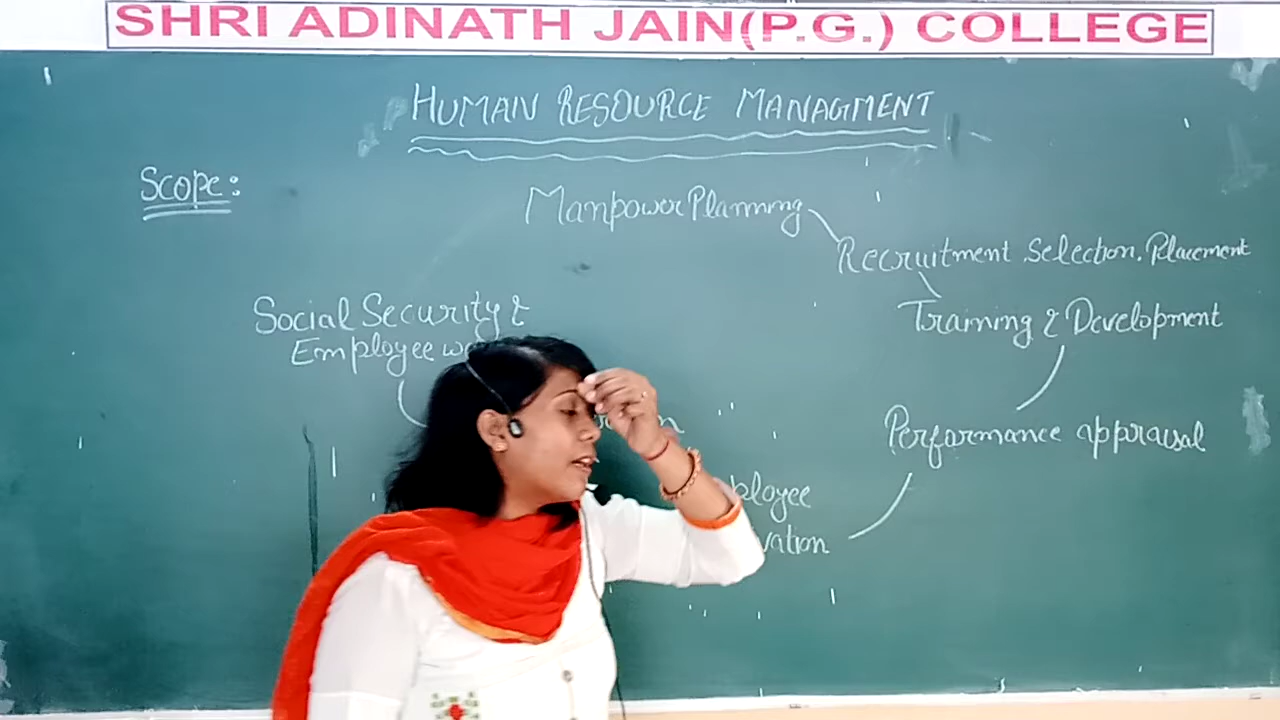 SHRI ADINATH JAIN(P.G.) COLLEGE
HUMAN RESOURCE MANAGMENT
Scope:
Manpower Planning
Recruitment Selection. Placement
Training & Development
Social Security &
Employee
Performance appraisal